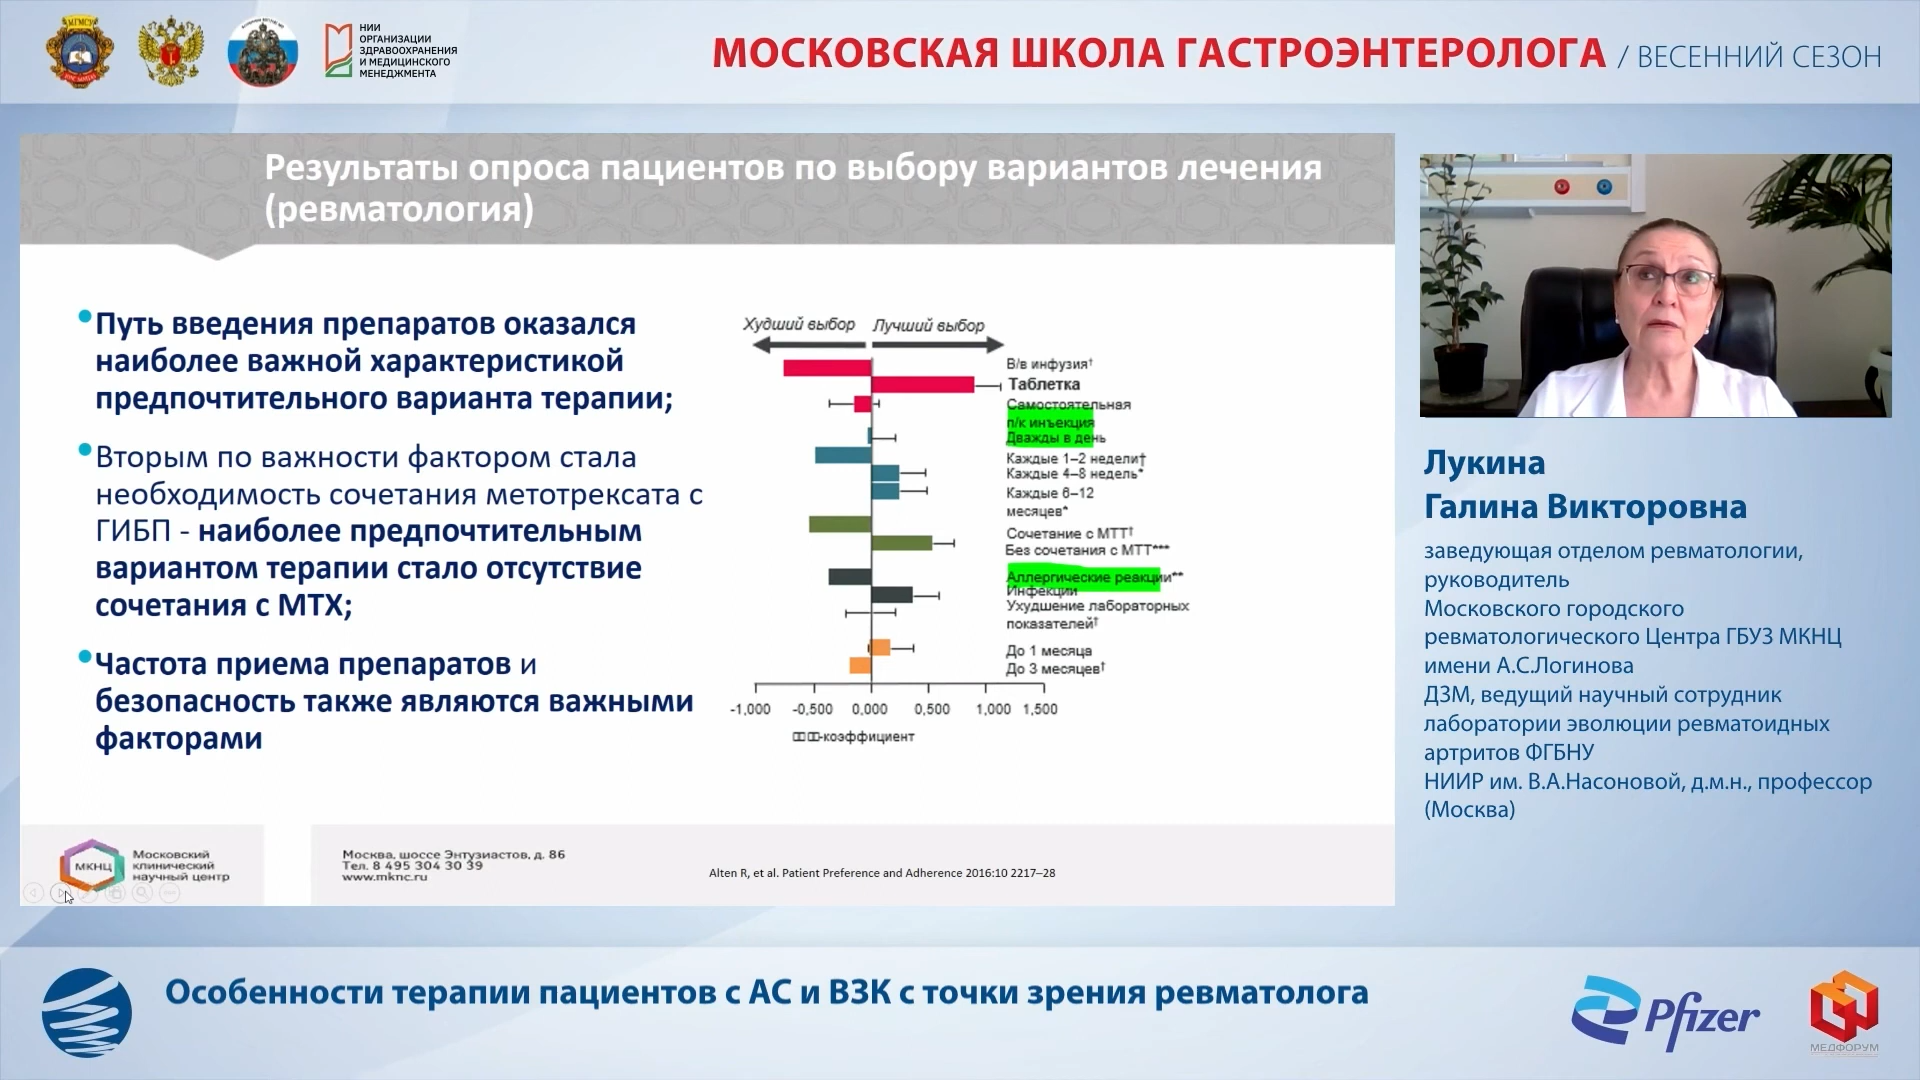 МГМСУ
НИИ
ОРГАНИЗАЦИИ
ЗДРАВООХРАНЕНИЯ
И МЕДИЦИНСКОГО
МЕНЕДЖМЕНТА
МОСКОВСКАЯ ШКОЛА ГАСТРОЭНТЕРОЛОГА / ВЕСЕННИЙ СЕЗОН
Результаты опроса пациентов по выбору вариантов лечения
(ревматология)
Путь введения препаратов оказался
наиболее важной характеристикой
предпочтительного варианта терапии;
Вторым по важности фактором стала
необходимость сочетания метотрексата с
ГИБП - наиболее предпочтительным
вариантом терапии стало отсутствие
сочетания с МТХ;
Частота приема препаратов и
безопасность также являются важными
факторами
Худший выбор Лучший выбор
В/в инфузия†
Таблетка
Самостоятельная
п/к инъекция
Дважды в день
Каждые 1–2 недели†
Каждые 4–8 недель*
Каждые 6–12
месяцев*
Сочетание с МТТ†
Без сочетания с МТТ***
Аллергические реакции**
Инфекции
Ухудшение лабораторных
показателей†
До 1 месяца
До 3 месяцев†
-1,000 -0,500 0,000 0,500 1,000 1,500
-коэффициент
МКНЦ
Московский
клинический
научный центр
Москва, шоссе Энтузиастов, д. 86
Тел. 8 495 304 30 39
www.mknc.ru
Alten R, et al. Patient Preference and Adherence 2016:10 2217–28
Лукина
Галина Викторовна
заведующая отделом ревматологии,
руководитель
Московского городского
ревматологического Центра ГБУЗ МКНЦ
имени А.С.Логинова
ДЗМ, ведущий научный сотрудник
лаборатории эволюции ревматоидных
артритов ФГБНУ
НИИР им. В.А.Насоновой, д.м.н., профессор
(Москва)
Особенности терапии пациентов с АС и ВЗК с точки зрения ревматолога
Pfizer
МЕДФОРУМ